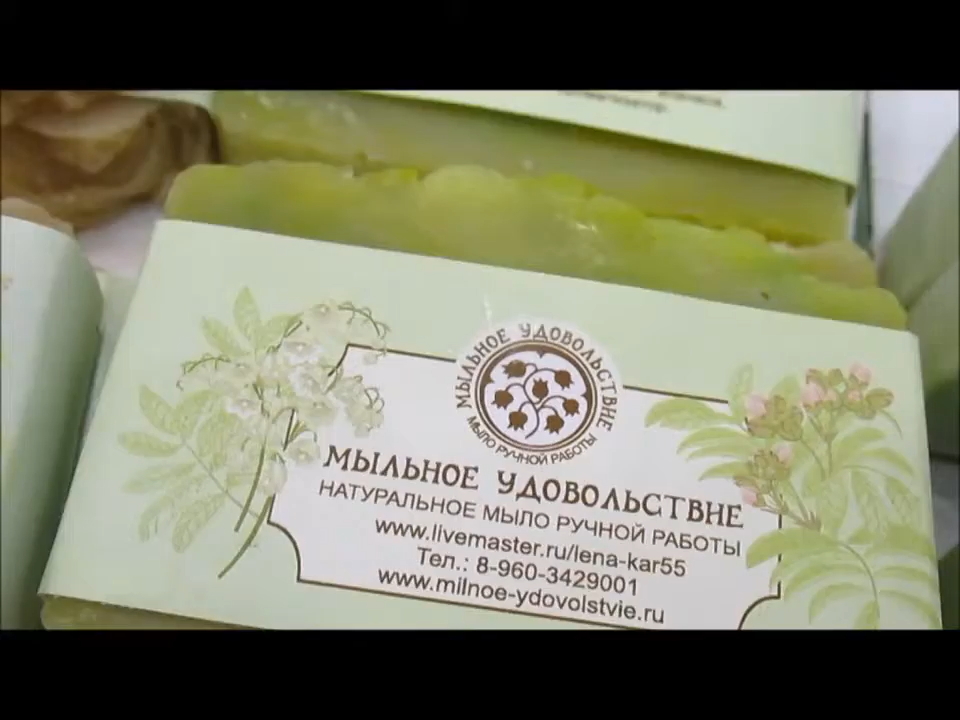 МЫЛЬНОЕ УДОВОЛЬСТВИЕ
МЫЛО РУЧНОЙ РАБОТЫ
МЫЛЬНОЕ УДОВОЛЬСТВИЕ
НАТУРАЛЬНОЕ МЫЛО РУЧНОЙ РАБОТЫ
www.livemaster.ru/lena-kar55
Тел.: 8-960-3429001
www.milnoe-ydovolstvie.ru